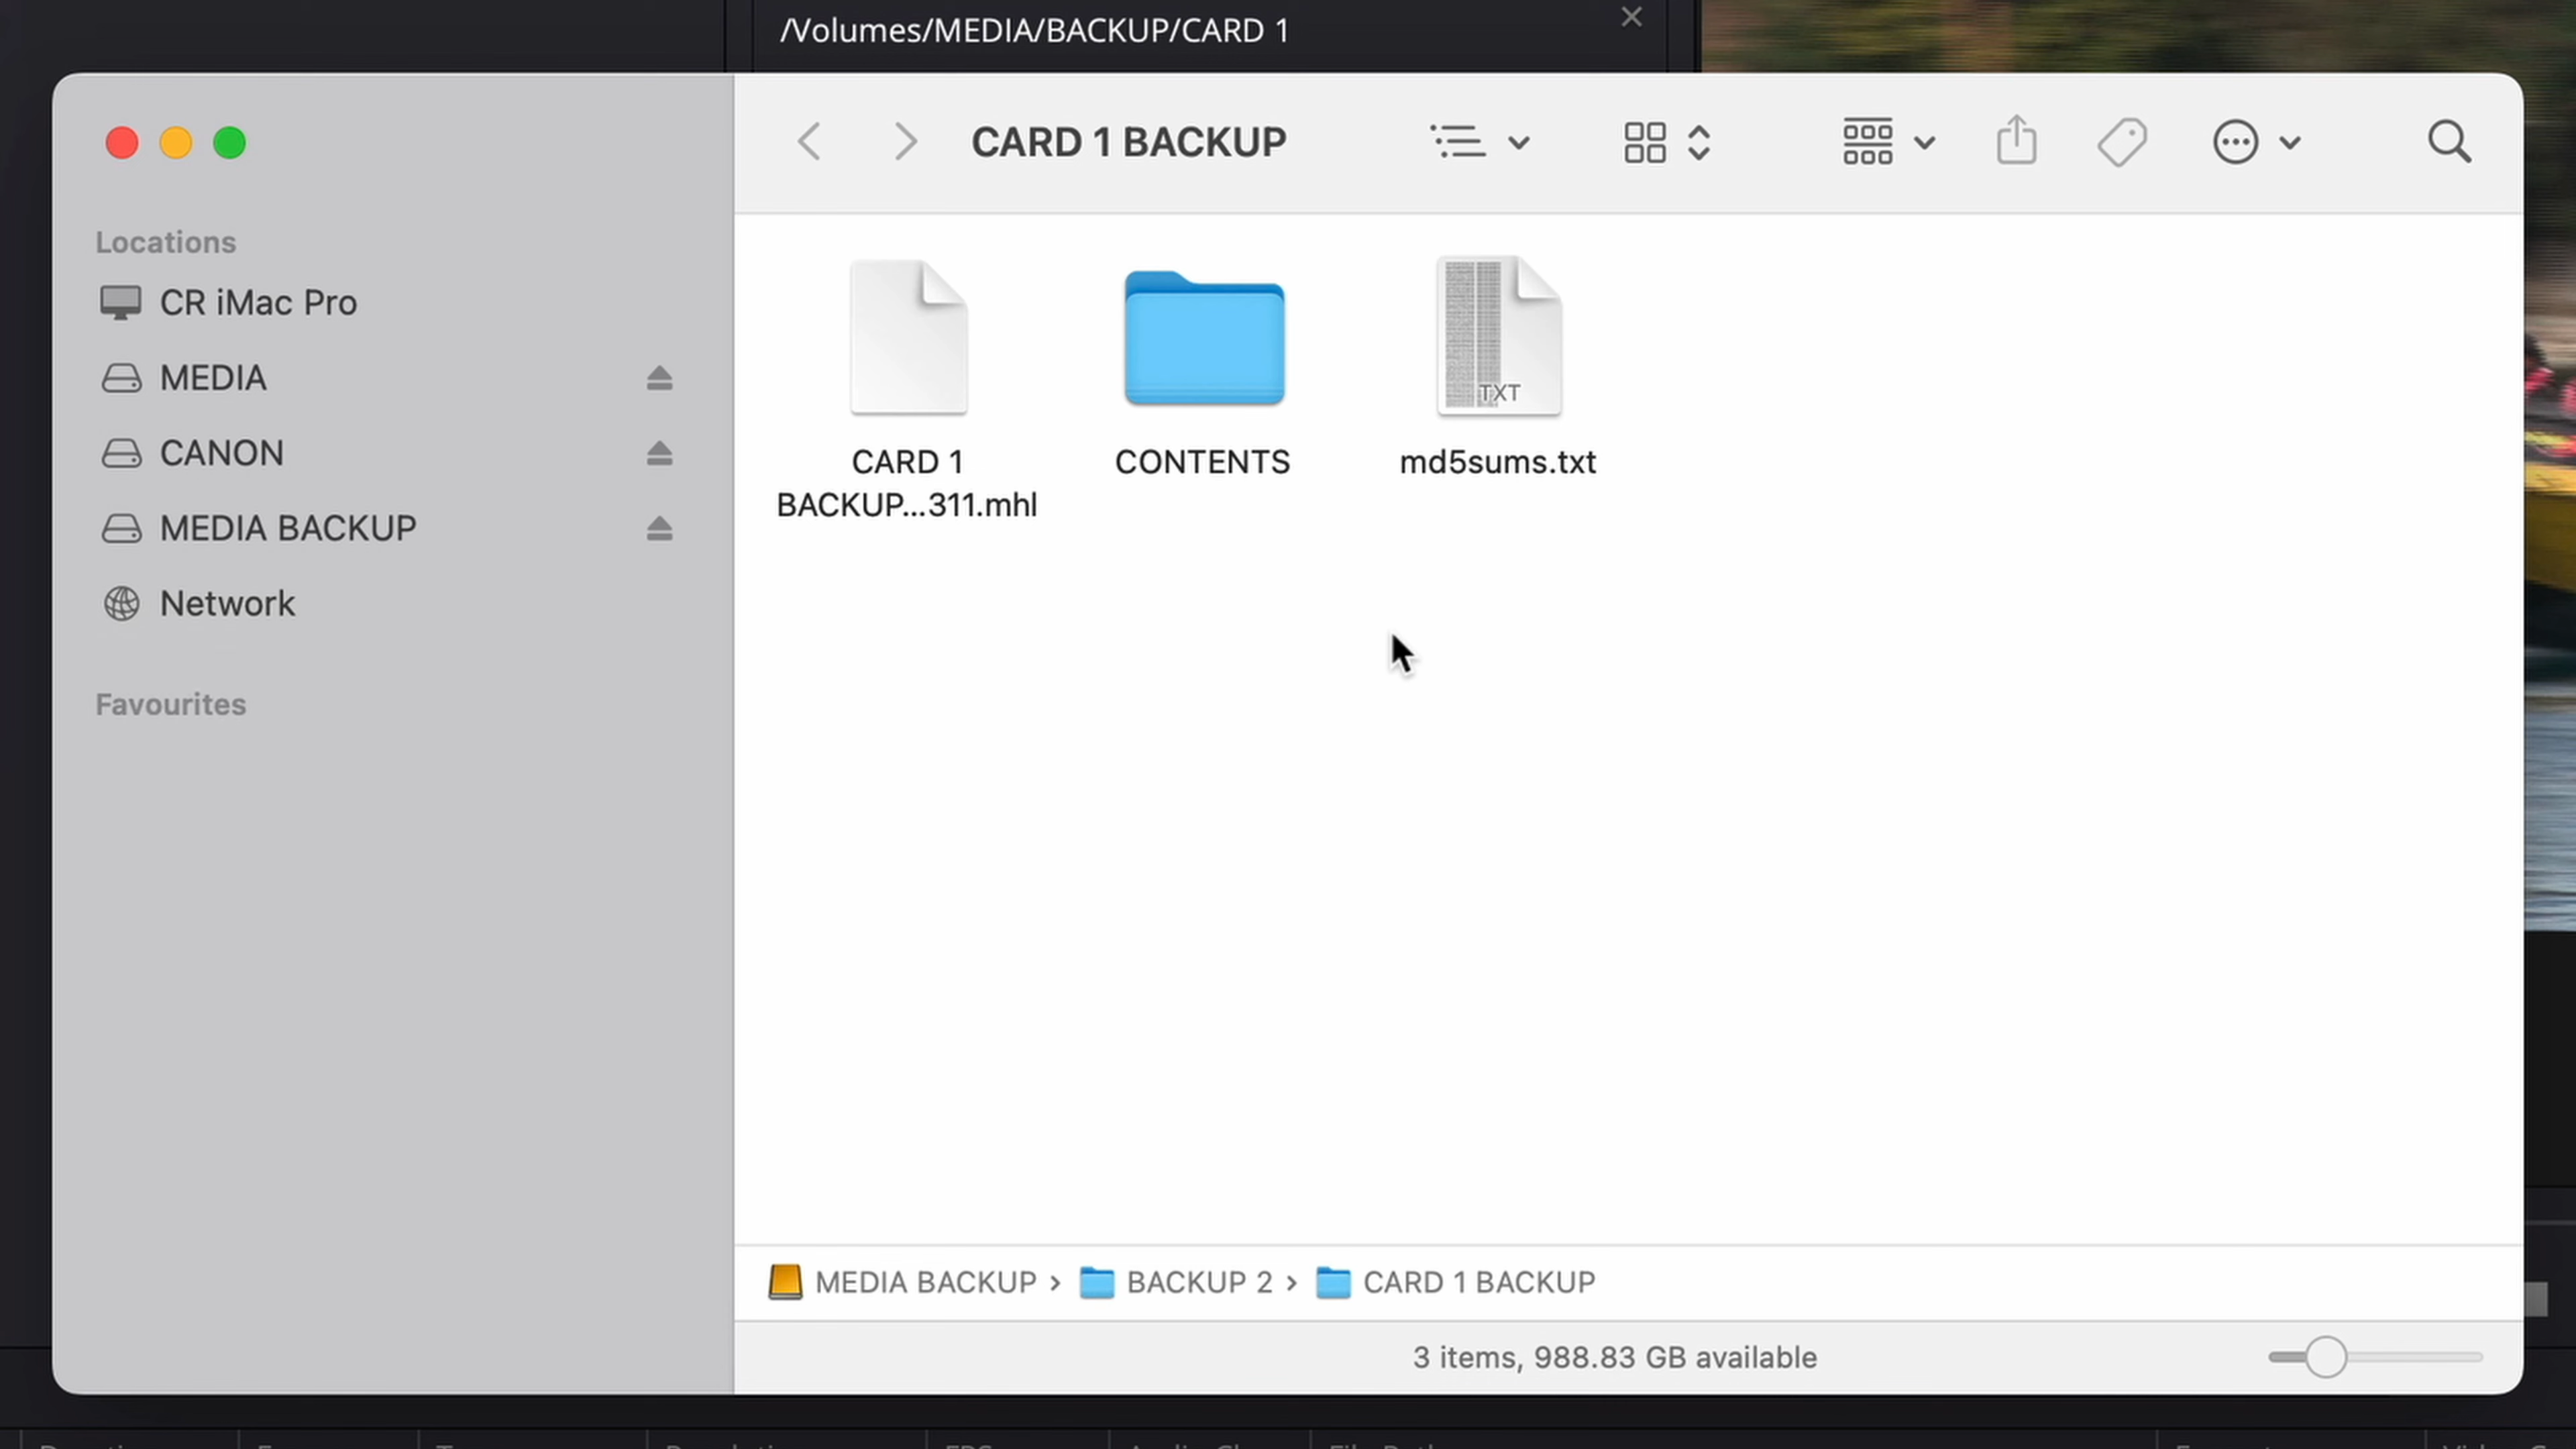 /Volumes/MEDIA/BACKUP/CARD 1
CARD 1 BACKUP
Locations
CR iMac Pro
MEDIA
CANON
MEDIA BACKUP
Network
Favourites
CARD 1
BACKUP...311.mhl
CONTENTS
TXT
md5sums.txt
MEDIA BACKUP › BACKUP 2 › CARD 1 BACKUP
3 items, 988.83 GB available